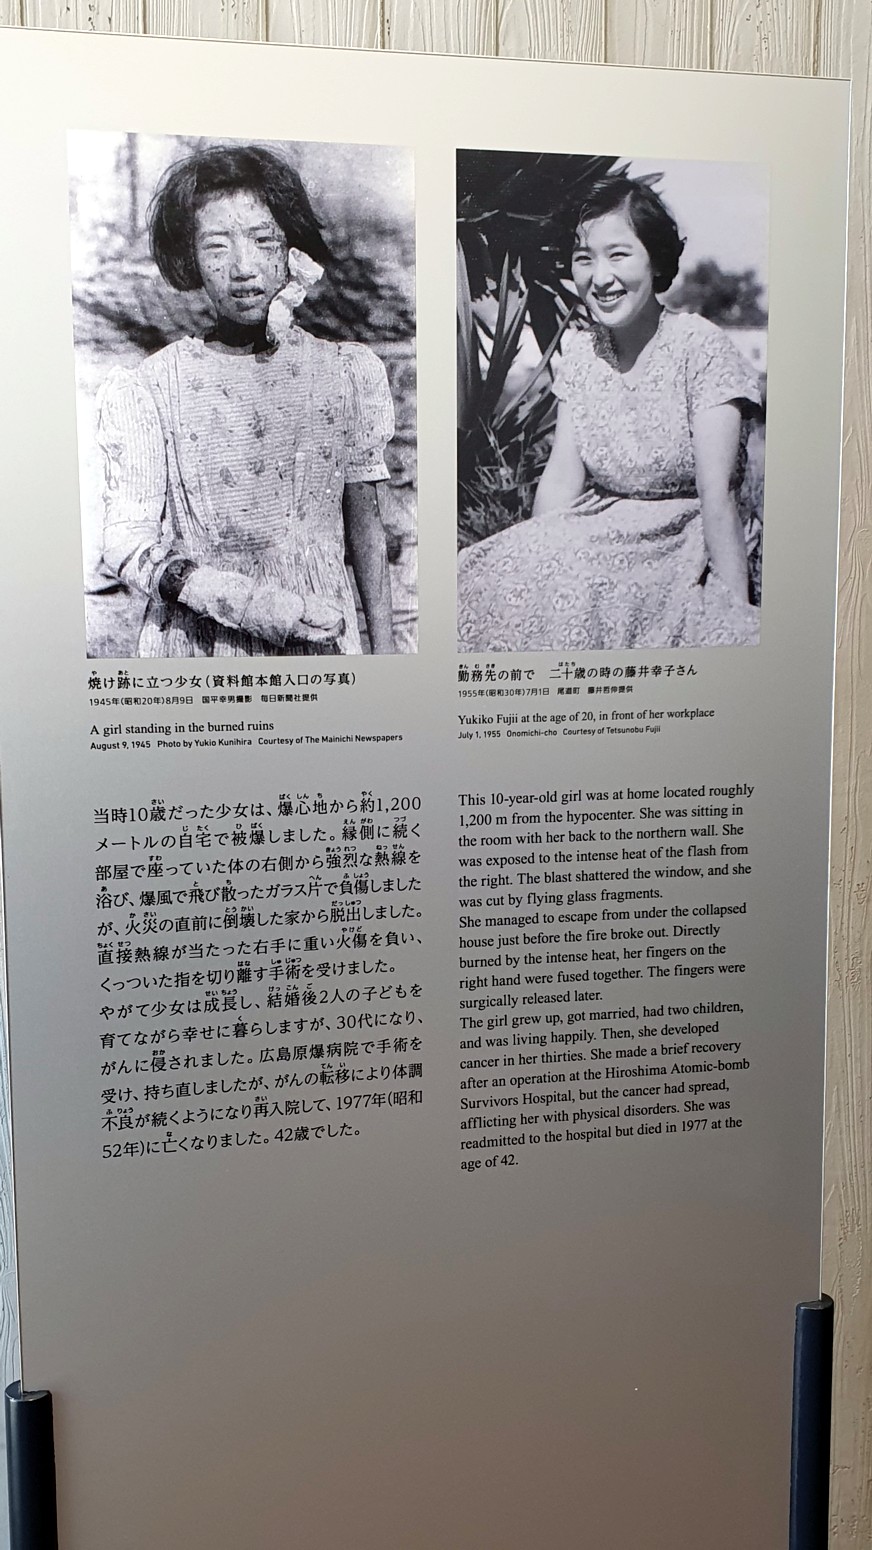 焼け跡に立つ少女(資料館本館入口の写真)
1945年(昭和20年)8月9日 国平幸男撮影 毎日新聞社提供
A girl standing in the burned ruins
August 9, 1945 Photo by Yukio Kunihira Courtesy of The Mainichi Newspapers
当時10歳だった少女は、爆心地から約1,200
メートルの自宅で被爆しました。縁側に続く
部屋で座っていた体の右側から強烈な熱線を
浴び、爆風で飛び散ったガラス片で負傷しました
が、火災の直前に倒壊した家から脱出しました。
直接熱線が当たった右手に重い火傷を負い、
くっついた指を切り離す手術を受けました。
やがて少女は成長し、結婚後2人の子どもを
育てながら幸せに暮らしますが、30代になり、
がんに侵されました。広島原爆病院で手術を
受け、持ち直しましたが、がんの転移により体調
不良が続くようになり再入院して、1977年(昭和
52年)に亡くなりました。42歳でした。
勤務先の前で 二十歳の時の藤井幸子さん
1955年(昭和30年)7月1日 尾道町 藤井哲伸提供
Yukiko Fujii at the age of 20, in front of her workplace
July 1, 1955 Onomichi-cho Courtesy of Tetsunobu Fujii
This 10-year-old girl was at home located roughly
1,200 m from the hypocenter. She was sitting in
the room with her back to the northern wall. She
was exposed to the intense heat of the flash from
the right. The blast shattered the window, and she
was cut by flying glass fragments.
She managed to escape from under the collapsed
house just before the fire broke out. Directly
burned by the intense heat, her fingers on the
right hand were fused together. The fingers were
surgically released later.
The girl grew up, got married, had two children,
and was living happily. Then, she developed
cancer in her thirties. She made a brief recovery
after an operation at the Hiroshima Atomic-bomb
Survivors Hospital, but the cancer had spread,
afflicting her with physical disorders. She was
readmitted to the hospital but died in 1977 at the
age of 42.